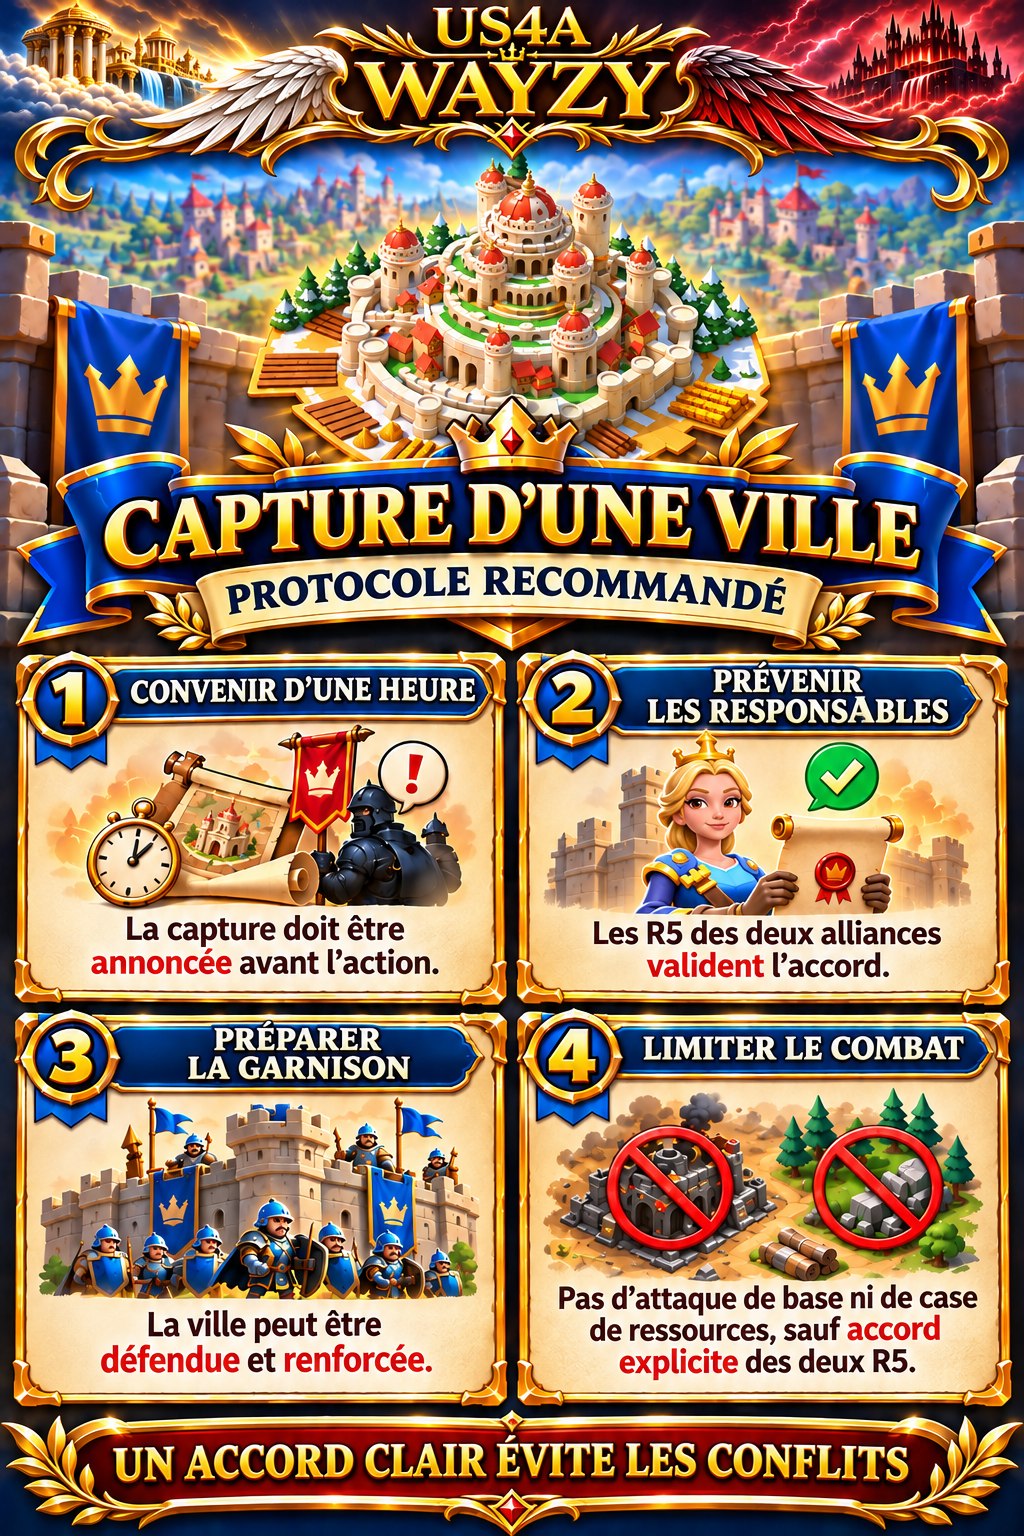 US4A
WAYZY
CAPTURE D'UNE VILLE
PROTOCOLE RECOMMANDÉ
1
CONVENIR D'UNE HEURE
!
La capture doit être
annoncée avant l'action.
2
PRÉVENIR
LES RESPONSABLES
Les R5 des deux alliances
valident l'accord.
3
PRÉPARER
LA GARNISON
La ville peut être
défendue et renforcée.
4
LIMITER LE COMBAT
Pas d'attaque de base ni de case
de ressources, sauf accord
explicite des deux R5.
UN ACCORD CLAIR ÉVITE LES CONFLITS